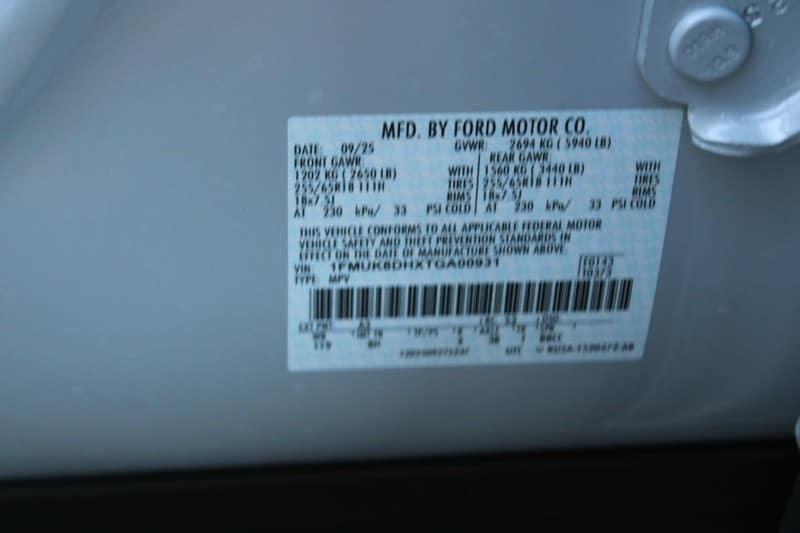 MFD. BY FORD MOTOR CO.
DATE: 09/25 GVWR: 2694 KG ( 5940 LB)
FRONT GAWR: REAR GAWR:
1202 KG ( 2650 LB) WITH 1560 KG ( 3440 LB) WITH
255/65R18 111H TIRES 255/65R18 111H TIRES
18x7.5J RIMS 18x7.5J RIMS
AT 230 kPa/ 33 PSI COLD AT 230 kPa/ 33 PSI COLD
THIS VEHICLE CONFORMS TO ALL APPLICABLE FEDERAL MOTOR
VEHICLE SAFETY AND THEFT PREVENTION STANDARDS IN
EFFECT ON THE DATE OF MANUFACTURE SHOWN ABOVE.
VIN: 1FMUK8DHXTGA00931
TYPE: MPV
EXT PNT:
WB
119